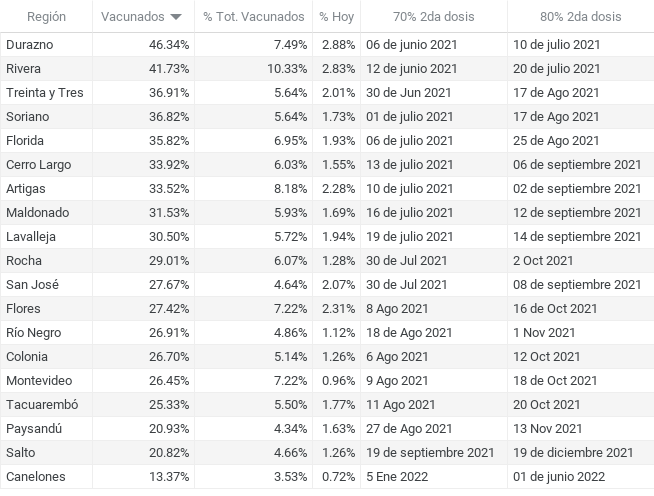 Región Vacunados % Tot. Vacunados % Hoy 70% 2da dosis 80% 2da dosis
Durazno 46.34% 7.49% 2.88% 06 de junio 2021 10 de julio 2021
Rivera 41.73% 10.33% 2.83% 12 de junio 2021 20 de julio 2021
Treinta y Tres 36.91% 5.64% 2.01% 30 de Jun 2021 17 de Ago 2021
Soriano 36.82% 5.64% 1.73% 01 de julio 2021 17 de Ago 2021
Florida 35.82% 6.95% 1.93% 06 de julio 2021 25 de Ago 2021
Cerro Largo 33.92% 6.03% 1.55% 13 de julio 2021 06 de septiembre 2021
Artigas 33.52% 8.18% 2.28% 10 de julio 2021 02 de septiembre 2021
Maldonado 31.53% 5.93% 1.69% 16 de julio 2021 12 de septiembre 2021
Lavalleja 30.50% 5.72% 1.94% 19 de julio 2021 14 de septiembre 2021
Rocha 29.01% 6.07% 1.28% 30 de Jul 2021 2 Oct 2021
San José 27.67% 4.64% 2.07% 30 de Jul 2021 08 de septiembre 2021
Flores 27.42% 7.22% 2.31% 8 Ago 2021 16 de Oct 2021
Río Negro 26.91% 4.86% 1.12% 18 de Ago 2021 1 Nov 2021
Colonia 26.70% 5.14% 1.26% 6 Ago 2021 12 Oct 2021
Montevideo 26.45% 7.22% 0.96% 9 Ago 2021 18 de Oct 2021
Tacuarembó 25.33% 5.50% 1.77% 11 Ago 2021 20 Oct 2021
Paysandú 20.93% 4.34% 1.63% 27 de Ago 2021 13 Nov 2021
Salto 20.82% 4.66% 1.26% 19 de septiembre 2021 19 de diciembre 2021
Canelones 13.37% 3.53% 0.72% 5 Ene 2022 01 de junio 2022